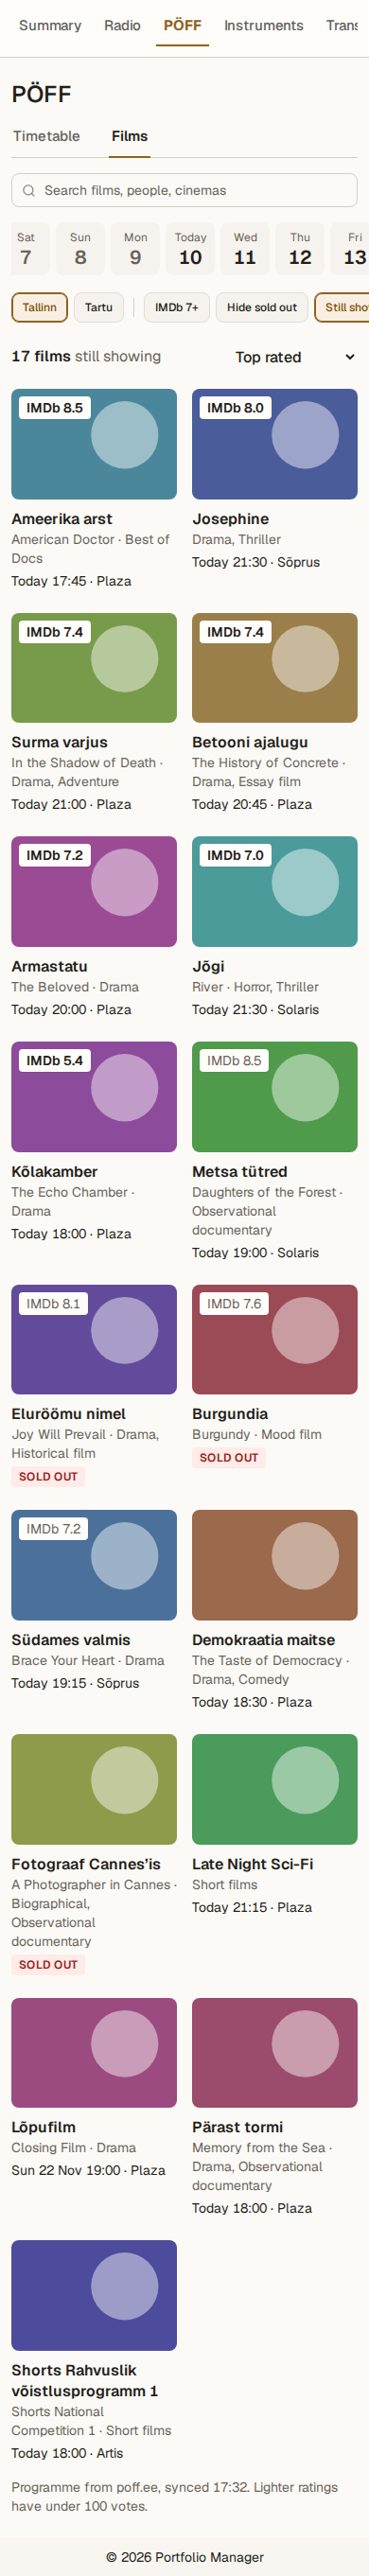 Summary Radio PÖFF Instruments Trans
PÖFF
Timetable Films
Search films, people, cinemas
Sat Sun Mon Today Wed Thu Fri
7 8 9 10 11 12 13
Tallinn Tartu IMDb 7+ Hide sold out Still sho
17 films still showing Top rated
IMDb 8.5
Ameerika arst
American Doctor · Best of
Docs
Today 17:45 · Plaza
IMDb 8.0
Josephine
Drama, Thriller
Today 21:30 · Sõprus
IMDb 7.4
Surma varjus
In the Shadow of Death ·
Drama, Adventure
Today 21:00 · Plaza
IMDb 7.4
Betooni ajalugu
The History of Concrete ·
Drama, Essay film
Today 20:45 · Plaza
IMDb 7.2
Armastatu
The Beloved · Drama
Today 20:00 · Plaza
IMDb 7.0
Jõgi
River · Horror, Thriller
Today 21:30 · Solaris
IMDb 5.4
Kõlakamber
The Echo Chamber ·
Drama
Today 18:00 · Plaza
IMDb 8.5
Metsa tütred
Daughters of the Forest ·
Observational
documentary
Today 19:00 · Solaris
IMDb 8.1
Eluröömu nimel
Joy Will Prevail · Drama,
Historical film
SOLD OUT
IMDb 7.6
Burgundia
Burgundy · Mood film
SOLD OUT
IMDb 7.2
Südames valmis
Brace Your Heart · Drama
Today 19:15 · Sõprus
Demokraatia maitse
The Taste of Democracy ·
Drama, Comedy
Today 18:30 · Plaza
Fotograaf Cannes'is
A Photographer in Cannes ·
Biographical,
Observational
documentary
SOLD OUT
Late Night Sci-Fi
Short films
Today 21:15 · Plaza
Lõpufilm
Closing Film · Drama
Sun 22 Nov 19:00 · Plaza
Pärast tormi
Memory from the Sea ·
Drama, Observational
documentary
Today 18:00 · Plaza
Shorts Rahvuslik
võistlusprogramm 1
Shorts National
Competition 1 · Short films
Today 18:00 · Artis
Programme from poff.ee, synced 17:32. Lighter ratings
have under 100 votes.
© 2026 Portfolio Manager